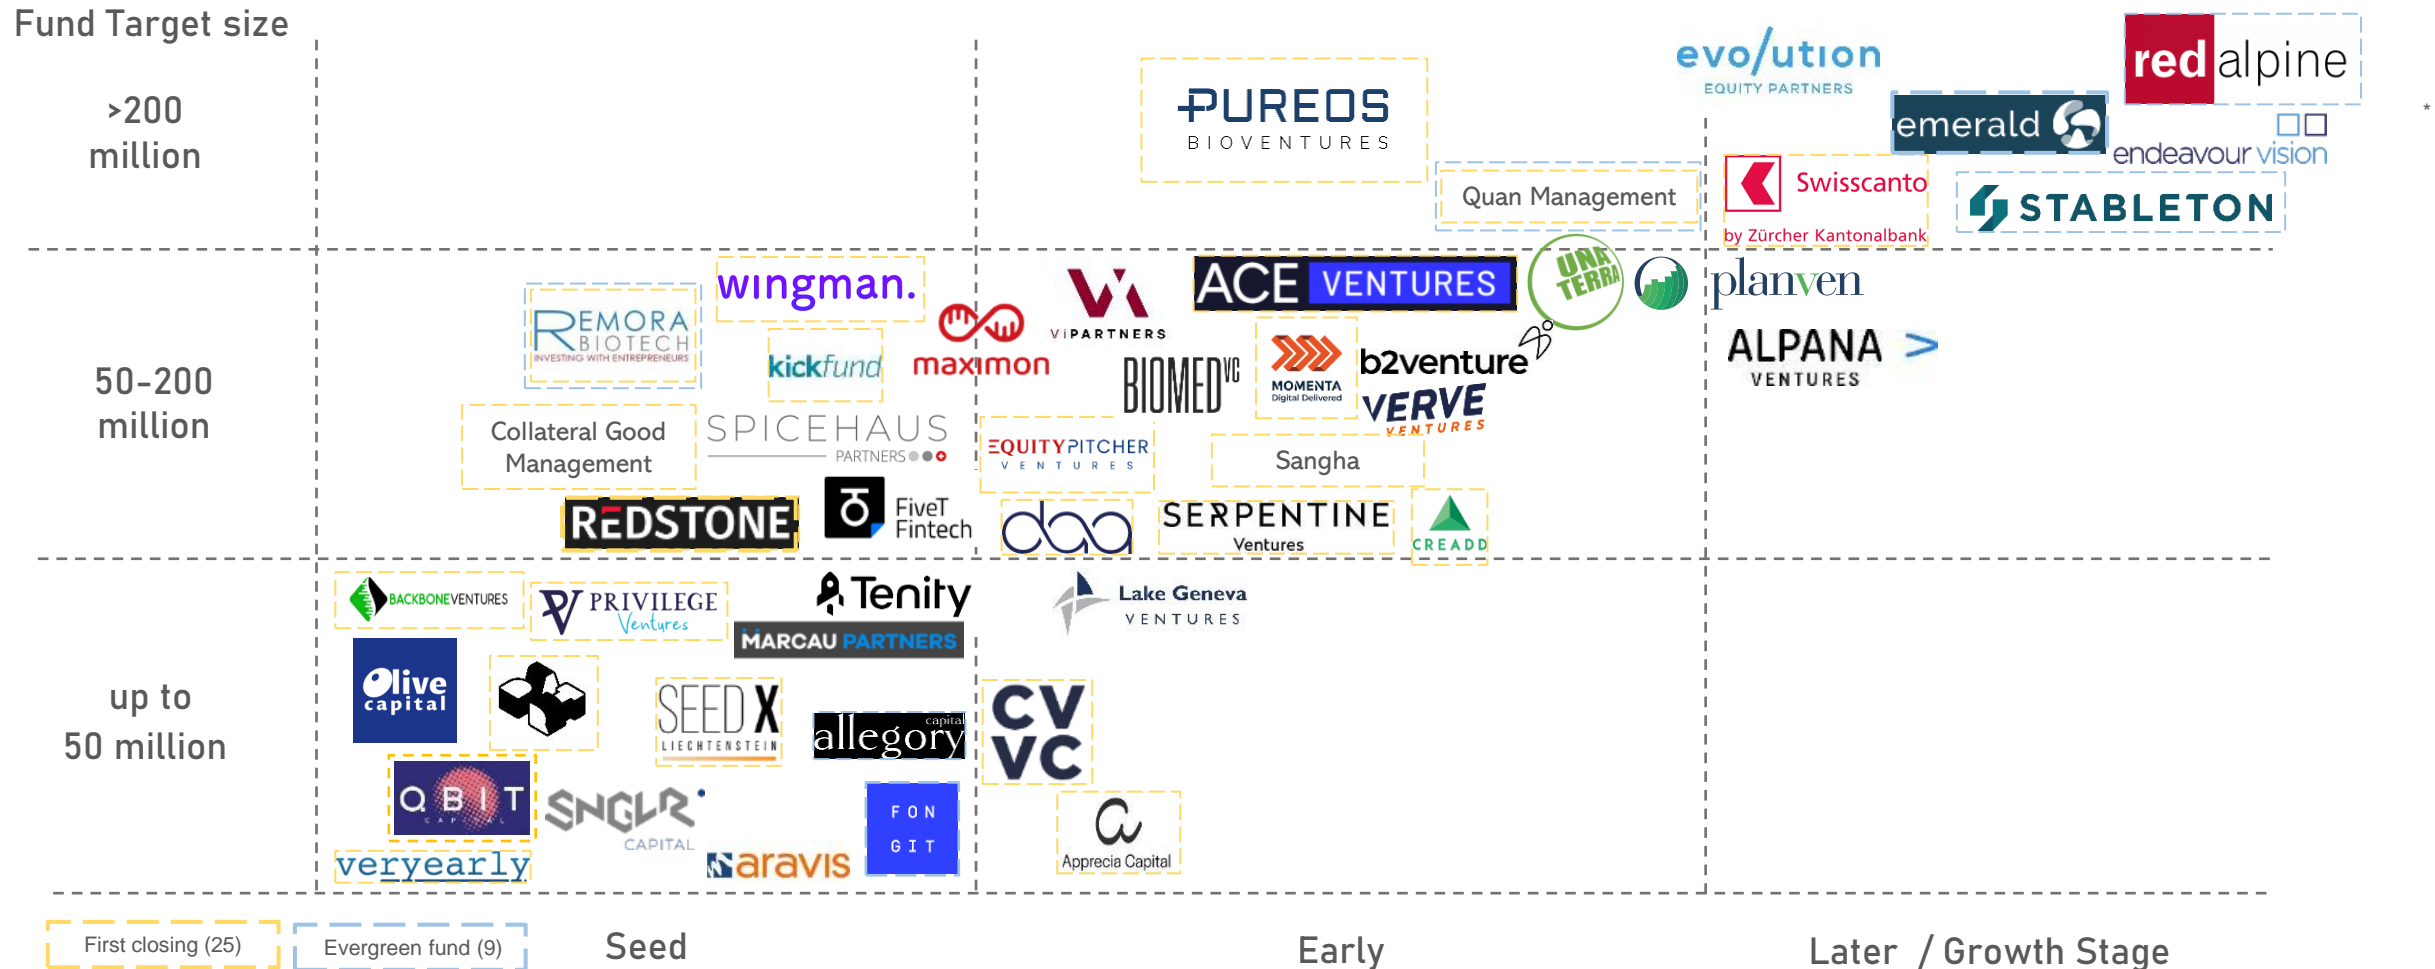 Fund Target size
>200
million
PUREOS
BIOVENTURES
evo/ution
EQUITY PARTNERS
red alpine
*
emerald
endeavour vision
Quan Management
Swisscanto
by Zürcher Kantonalbank
STABLETON
50-200
million
wingman.
REMORA
BIOTECH
INVESTING WITH ENTREPRENEURS
kickfund
maximon
ViPARTNERS
ACE VENTURES
UNA
TERRA
planven
BIOMED VC
MOMENTA
Digital Delivered
b2venture
VERVE
VENTURES
ALPANA
VENTURES
Collateral Good
Management
SPICEHAUS
PARTNERS
EQUITYPITCHER
VENTURES
Sangha
REDSTONE
FiveT
Fintech
daa
SERPENTINE
Ventures
CREADD
up to
50 million
BACKBONEVENTURES
PRIVILEGE
Ventures
Tenity
MARCAU PARTNERS
Lake Geneva
VENTURES
Olive
capital
SEED X
LIECHTENSTEIN
capital
allegory
CV
VC
QBIT
CAPITAL
SNGLR
CAPITAL
FON
GIT
veryearly
aravis
Apprecia Capital
First closing (25)
Evergreen fund (9)
Seed
Early
Later / Growth Stage